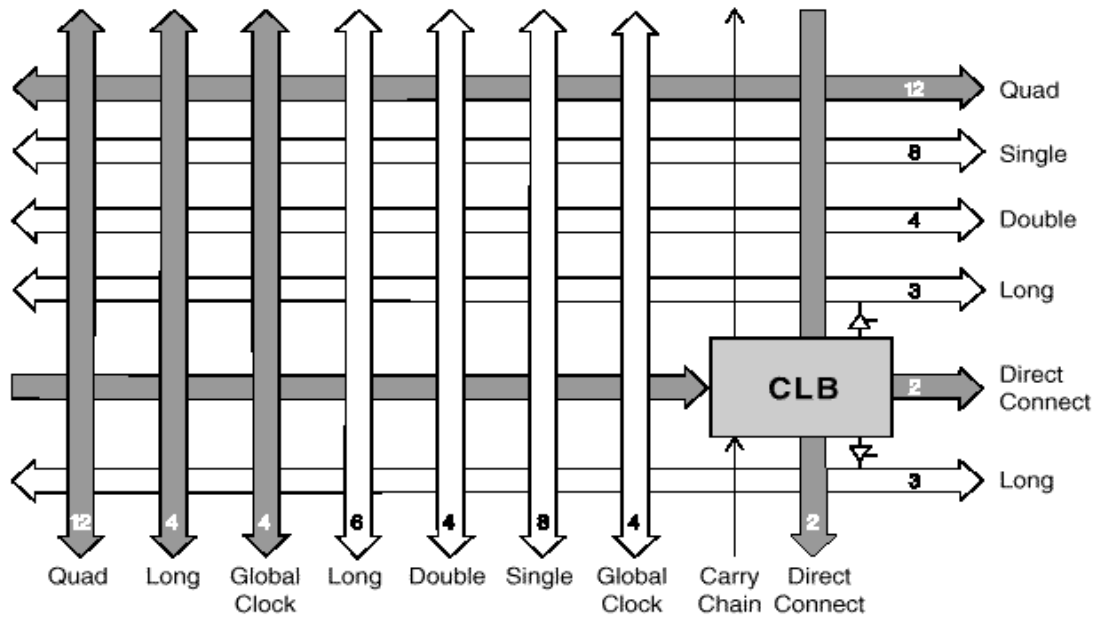 12 Quad
8 Single
4 Double
3 Long
CLB
2 Direct
Connect
3 Long
12 4 4 6 4 8 4 2
Quad Long Global Long Double Single Global Carry Direct
Clock Clock Chain Connect